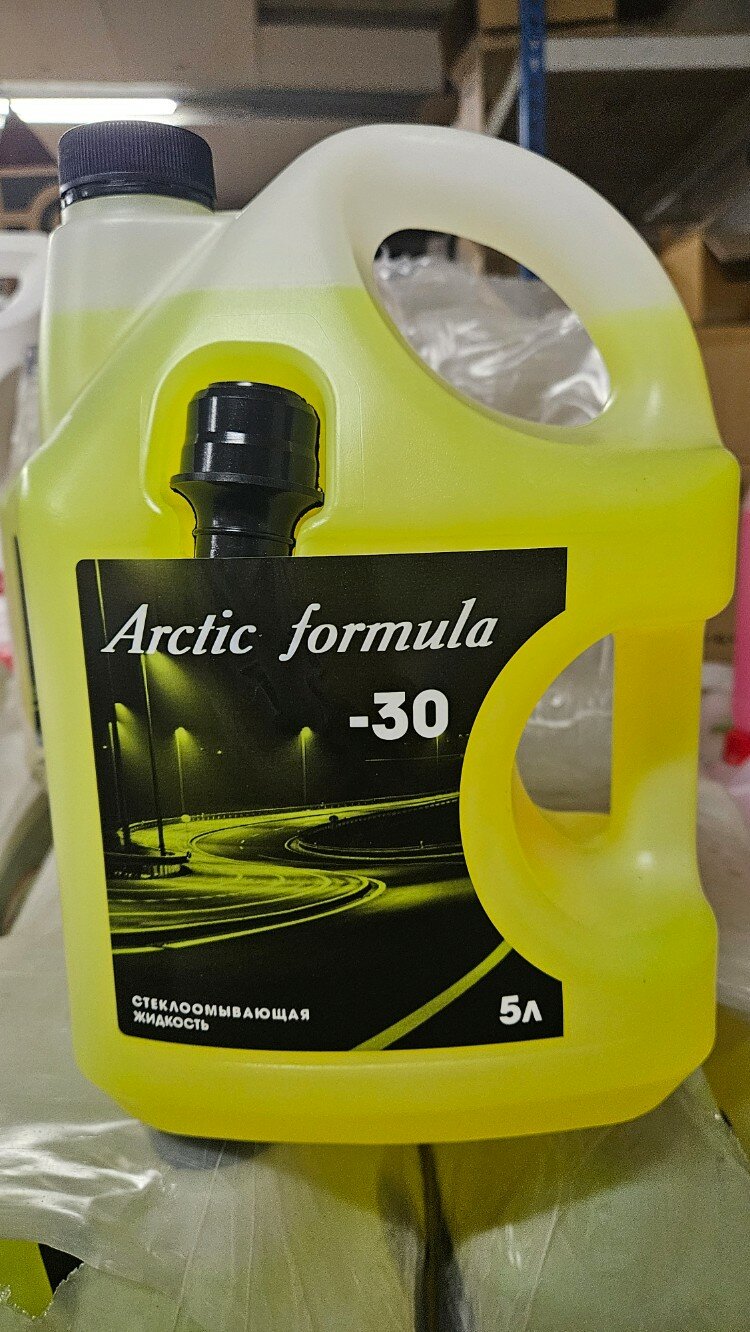 Arctic formula
-30
СТЕКЛООМЫВАЮЩАЯ
ЖИДКОСТЬ
5л